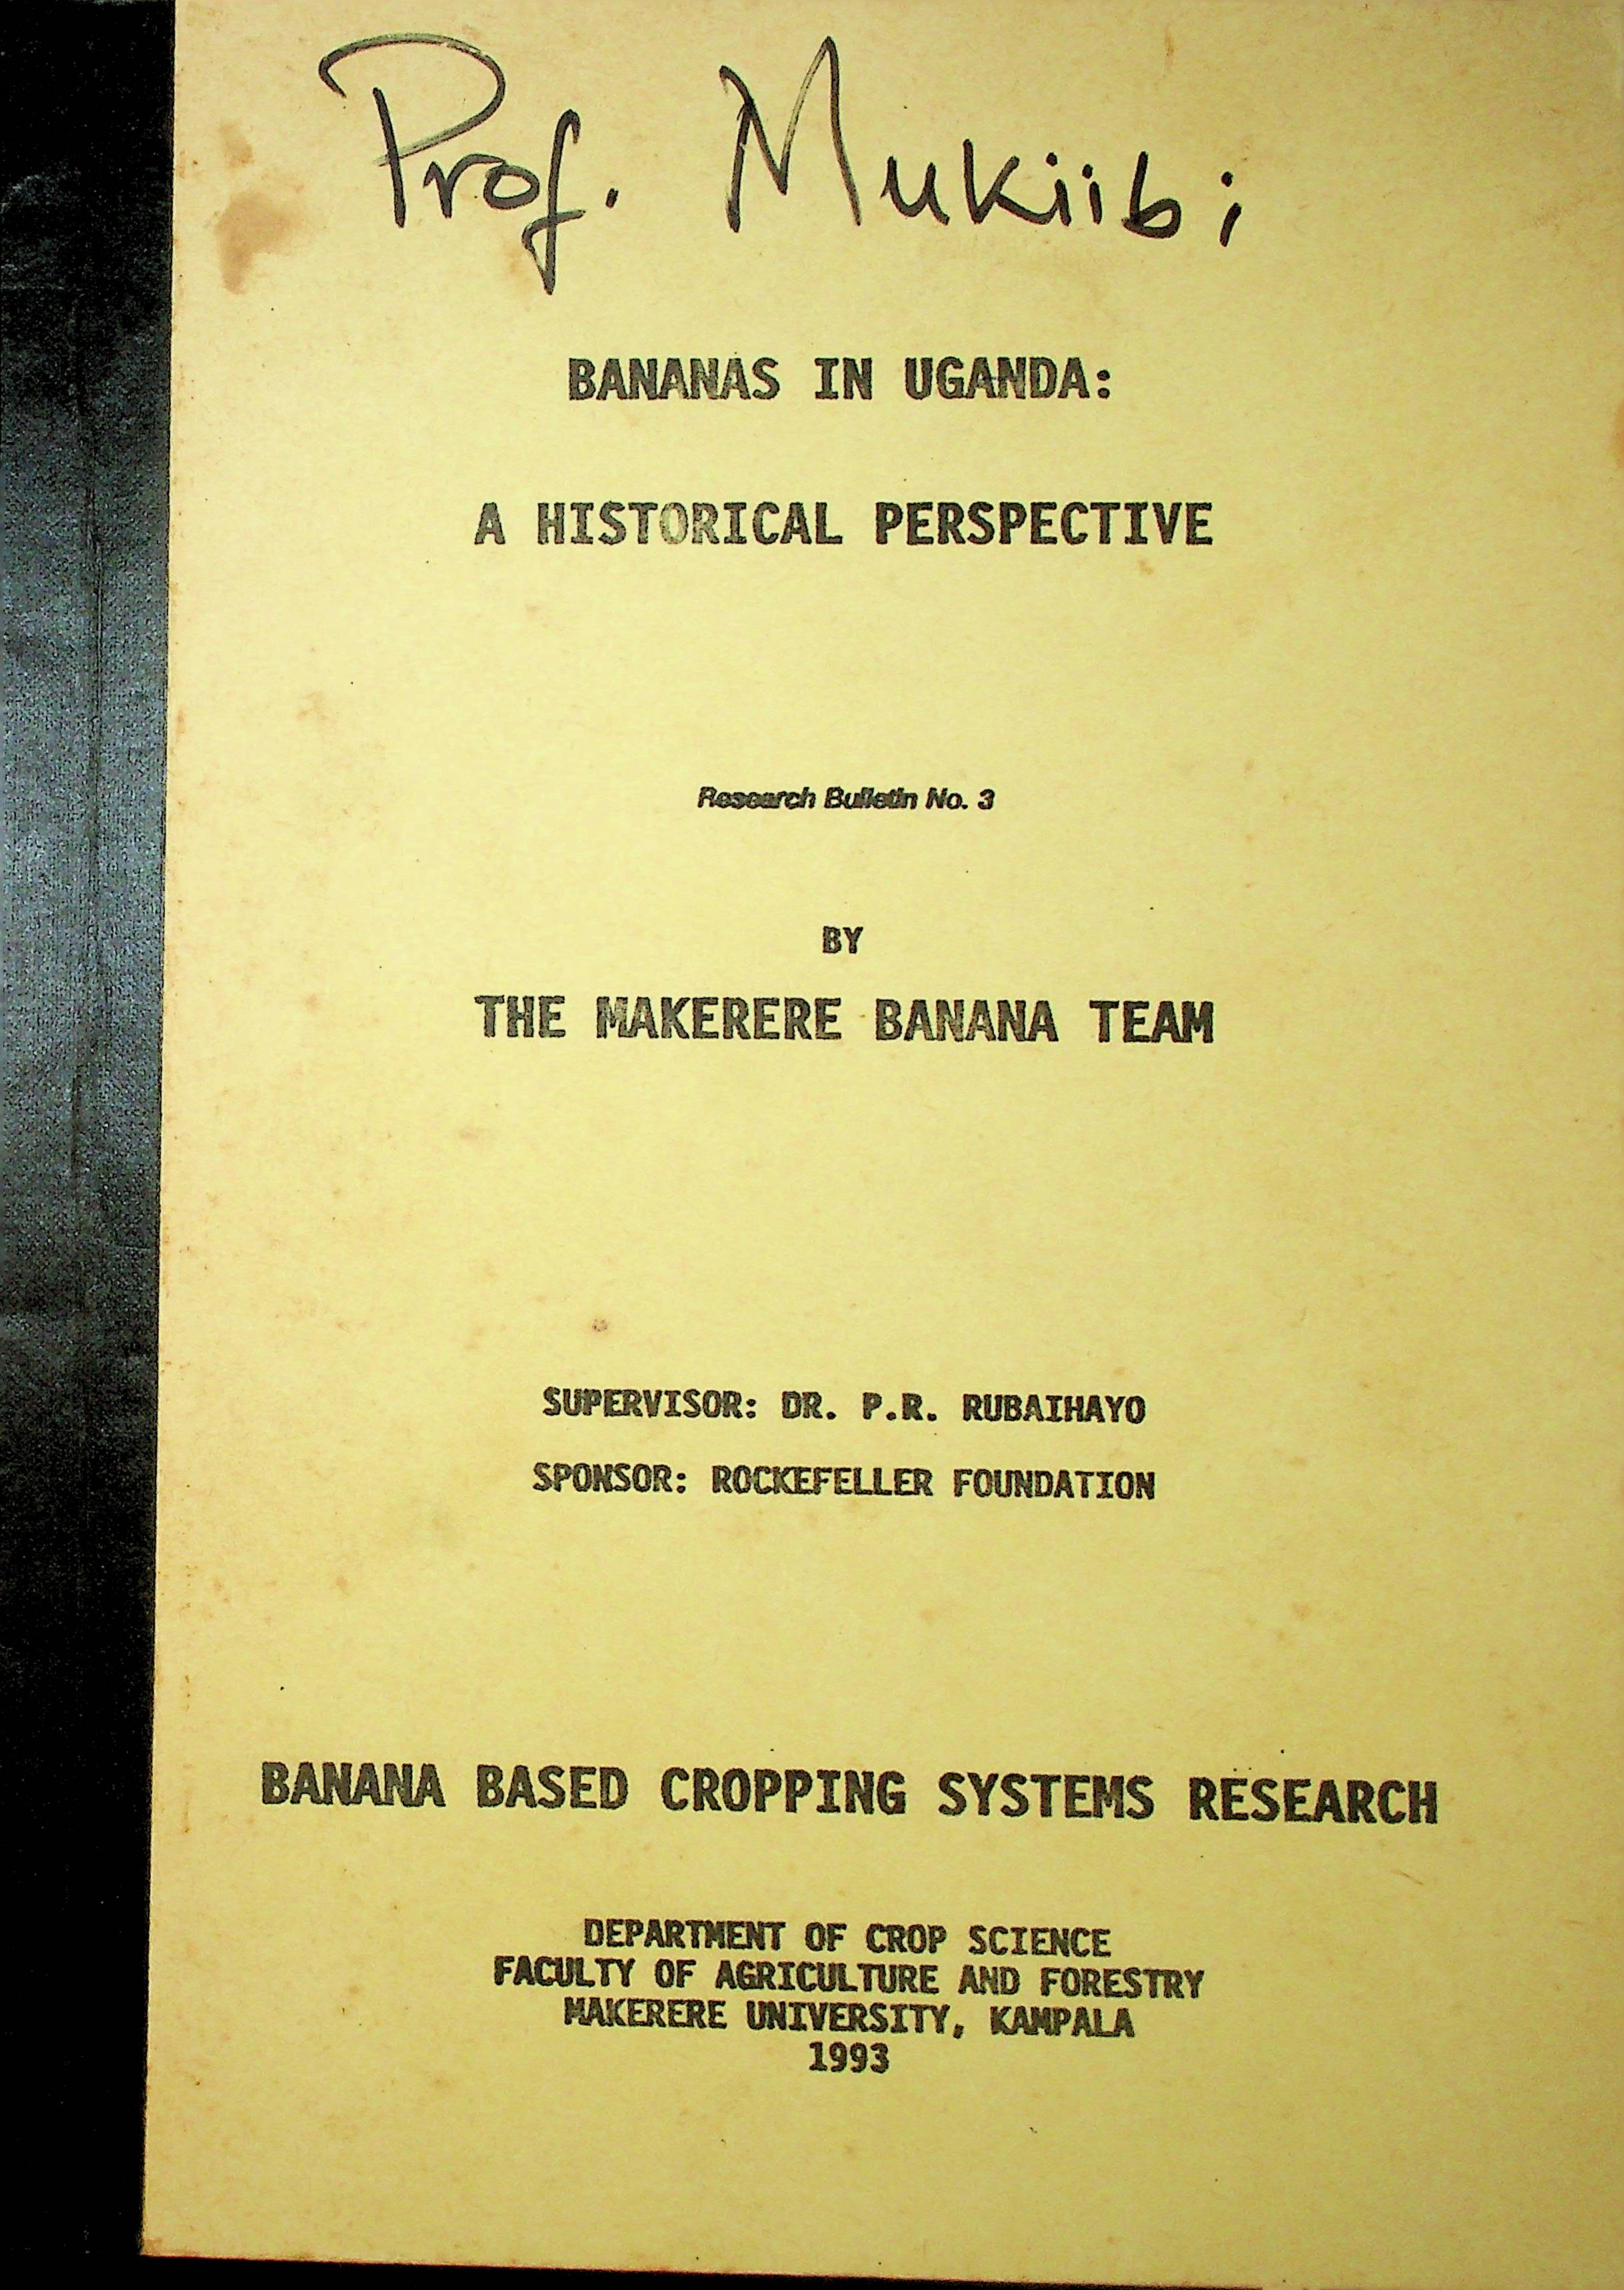 Prof. Mukiibi
BANANAS IN UGANDA:
A HISTORICAL PERSPECTIVE
Research Bulletin No. 3
BY
THE MAKERERE BANANA TEAM
SUPERVISOR: DR. P.R. RUBAIHAYO
SPONSOR: ROCKEFELLER FOUNDATION
BANANA BASED CROPPING SYSTEMS RESEARCH
DEPARTMENT OF CROP SCIENCE
FACULTY OF AGRICULTURE AND FORESTRY
MAKERERE UNIVERSITY, KAMPALA
1993